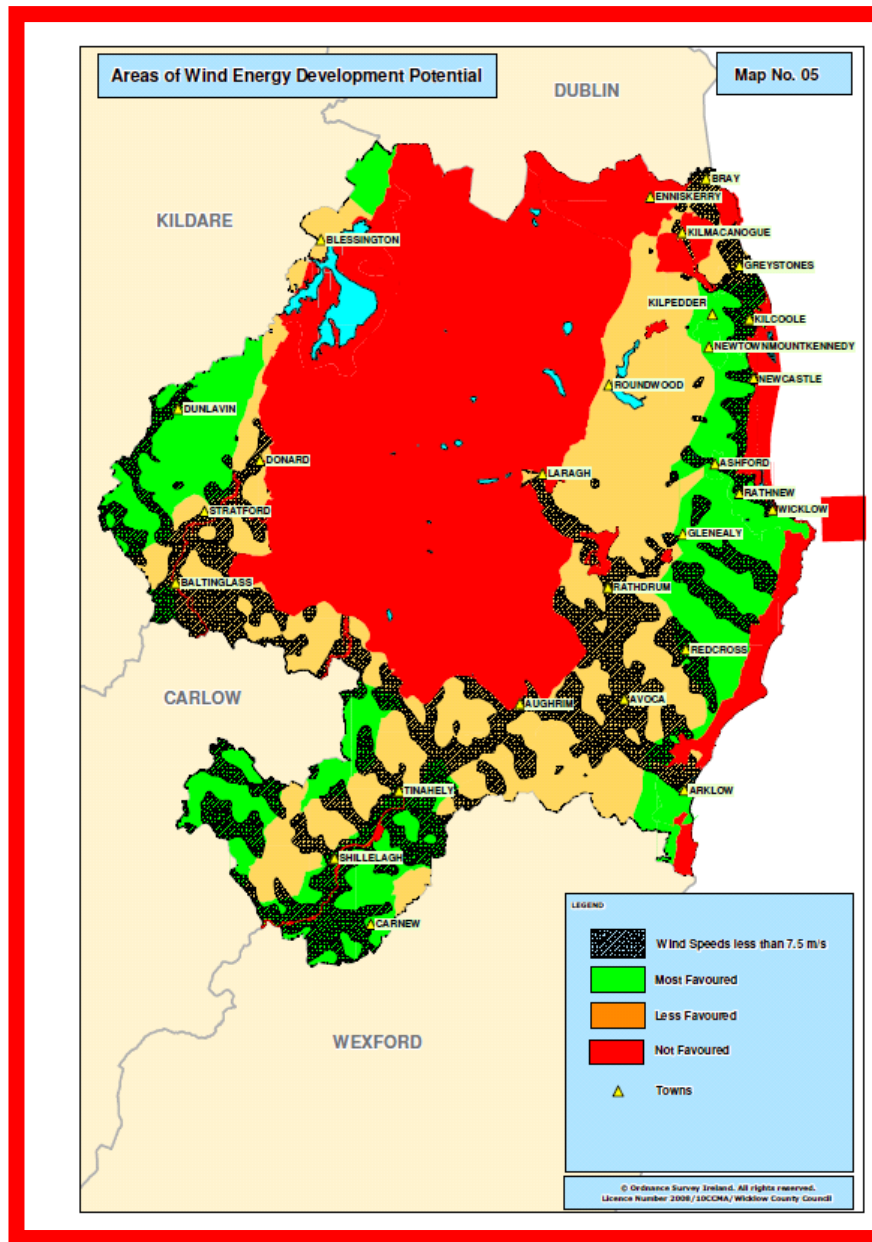 Areas of Wind Energy Development Potential
Map No. 05
DUBLIN
BRAY
ENNISKERRY
KILDARE
KILMACANOGUE
BLESSINGTON
GREYSTONES
KILPEDDER
KILCOOLE
NEWTOWNMOUNTKENNEDY
NEWCASTLE
ROUNDWOOD
DUNLAVIN
DONARD
ASHFORD
LARAGH
RATHNEW
STRATFORD
WICKLOW
GLENEALY
BALTINGLASS
RATHDRUM
REDCROSS
CARLOW
AVOCA
AUGHRIM
TINAHELY
ARKLOW
SHILLELAGH
CARNEW
WEXFORD
LEGEND
Wind Speeds less than 7.5 m/s
Most Favoured
Less Favoured
Not Favoured
Towns
© Ordnance Survey Ireland. All rights reserved.
Licence Number 2008/10CCMA/Wicklow County Council